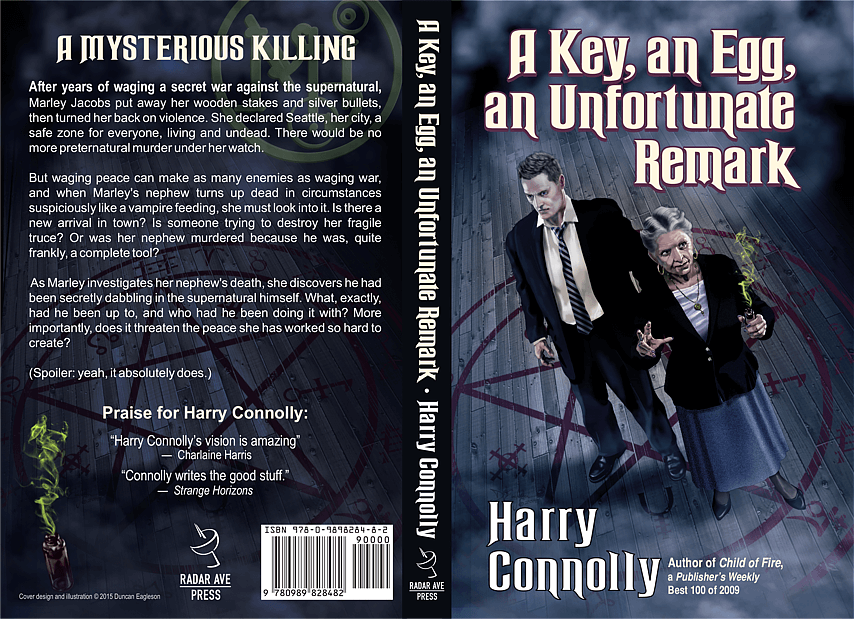 A MYSTERIOUS KILLING
After years of waging a secret war against the supernatural,
Marley Jacobs put away her wooden stakes and silver bullets,
then turned her back on violence. She declared Seattle, her city, a
safe zone for everyone, living and undead. There would be no
more preternatural murder under her watch.
But waging peace can make as many enemies as waging war,
and when Marley's nephew turns up dead in circumstances
suspiciously like a vampire feeding, she must look into it. Is there a
new arrival in town? Is someone trying to destroy her fragile
truce? Or was her nephew murdered because he was, quite
frankly, a complete tool?
As Marley investigates her nephew's death, she discovers he had
been secretly dabbling in the supernatural himself. What, exactly,
had he been up to, and who had he been doing it with? More
importantly, does it threaten the peace she has worked so hard to
create?
(Spoiler: yeah, it absolutely does.)
Praise for Harry Connolly:
“Harry Connolly's vision is amazing”
— Charlaine Harris
“Connolly writes the good stuff.”
— Strange Horizons
RADAR AVE
PRESS
ISBN 978-0-9898284-8-2
90000
9 780989 828482
Cover design and illustration © 2015 Duncan Eagleson
A Key, an Egg, an Unfortunate Remark • Harry Connolly
RADAR AVE
PRESS
A Key, an Egg,
an Unfortunate
Remark
Harry
Connolly
Author of Child of Fire,
a Publisher's Weekly
Best 100 of 2009